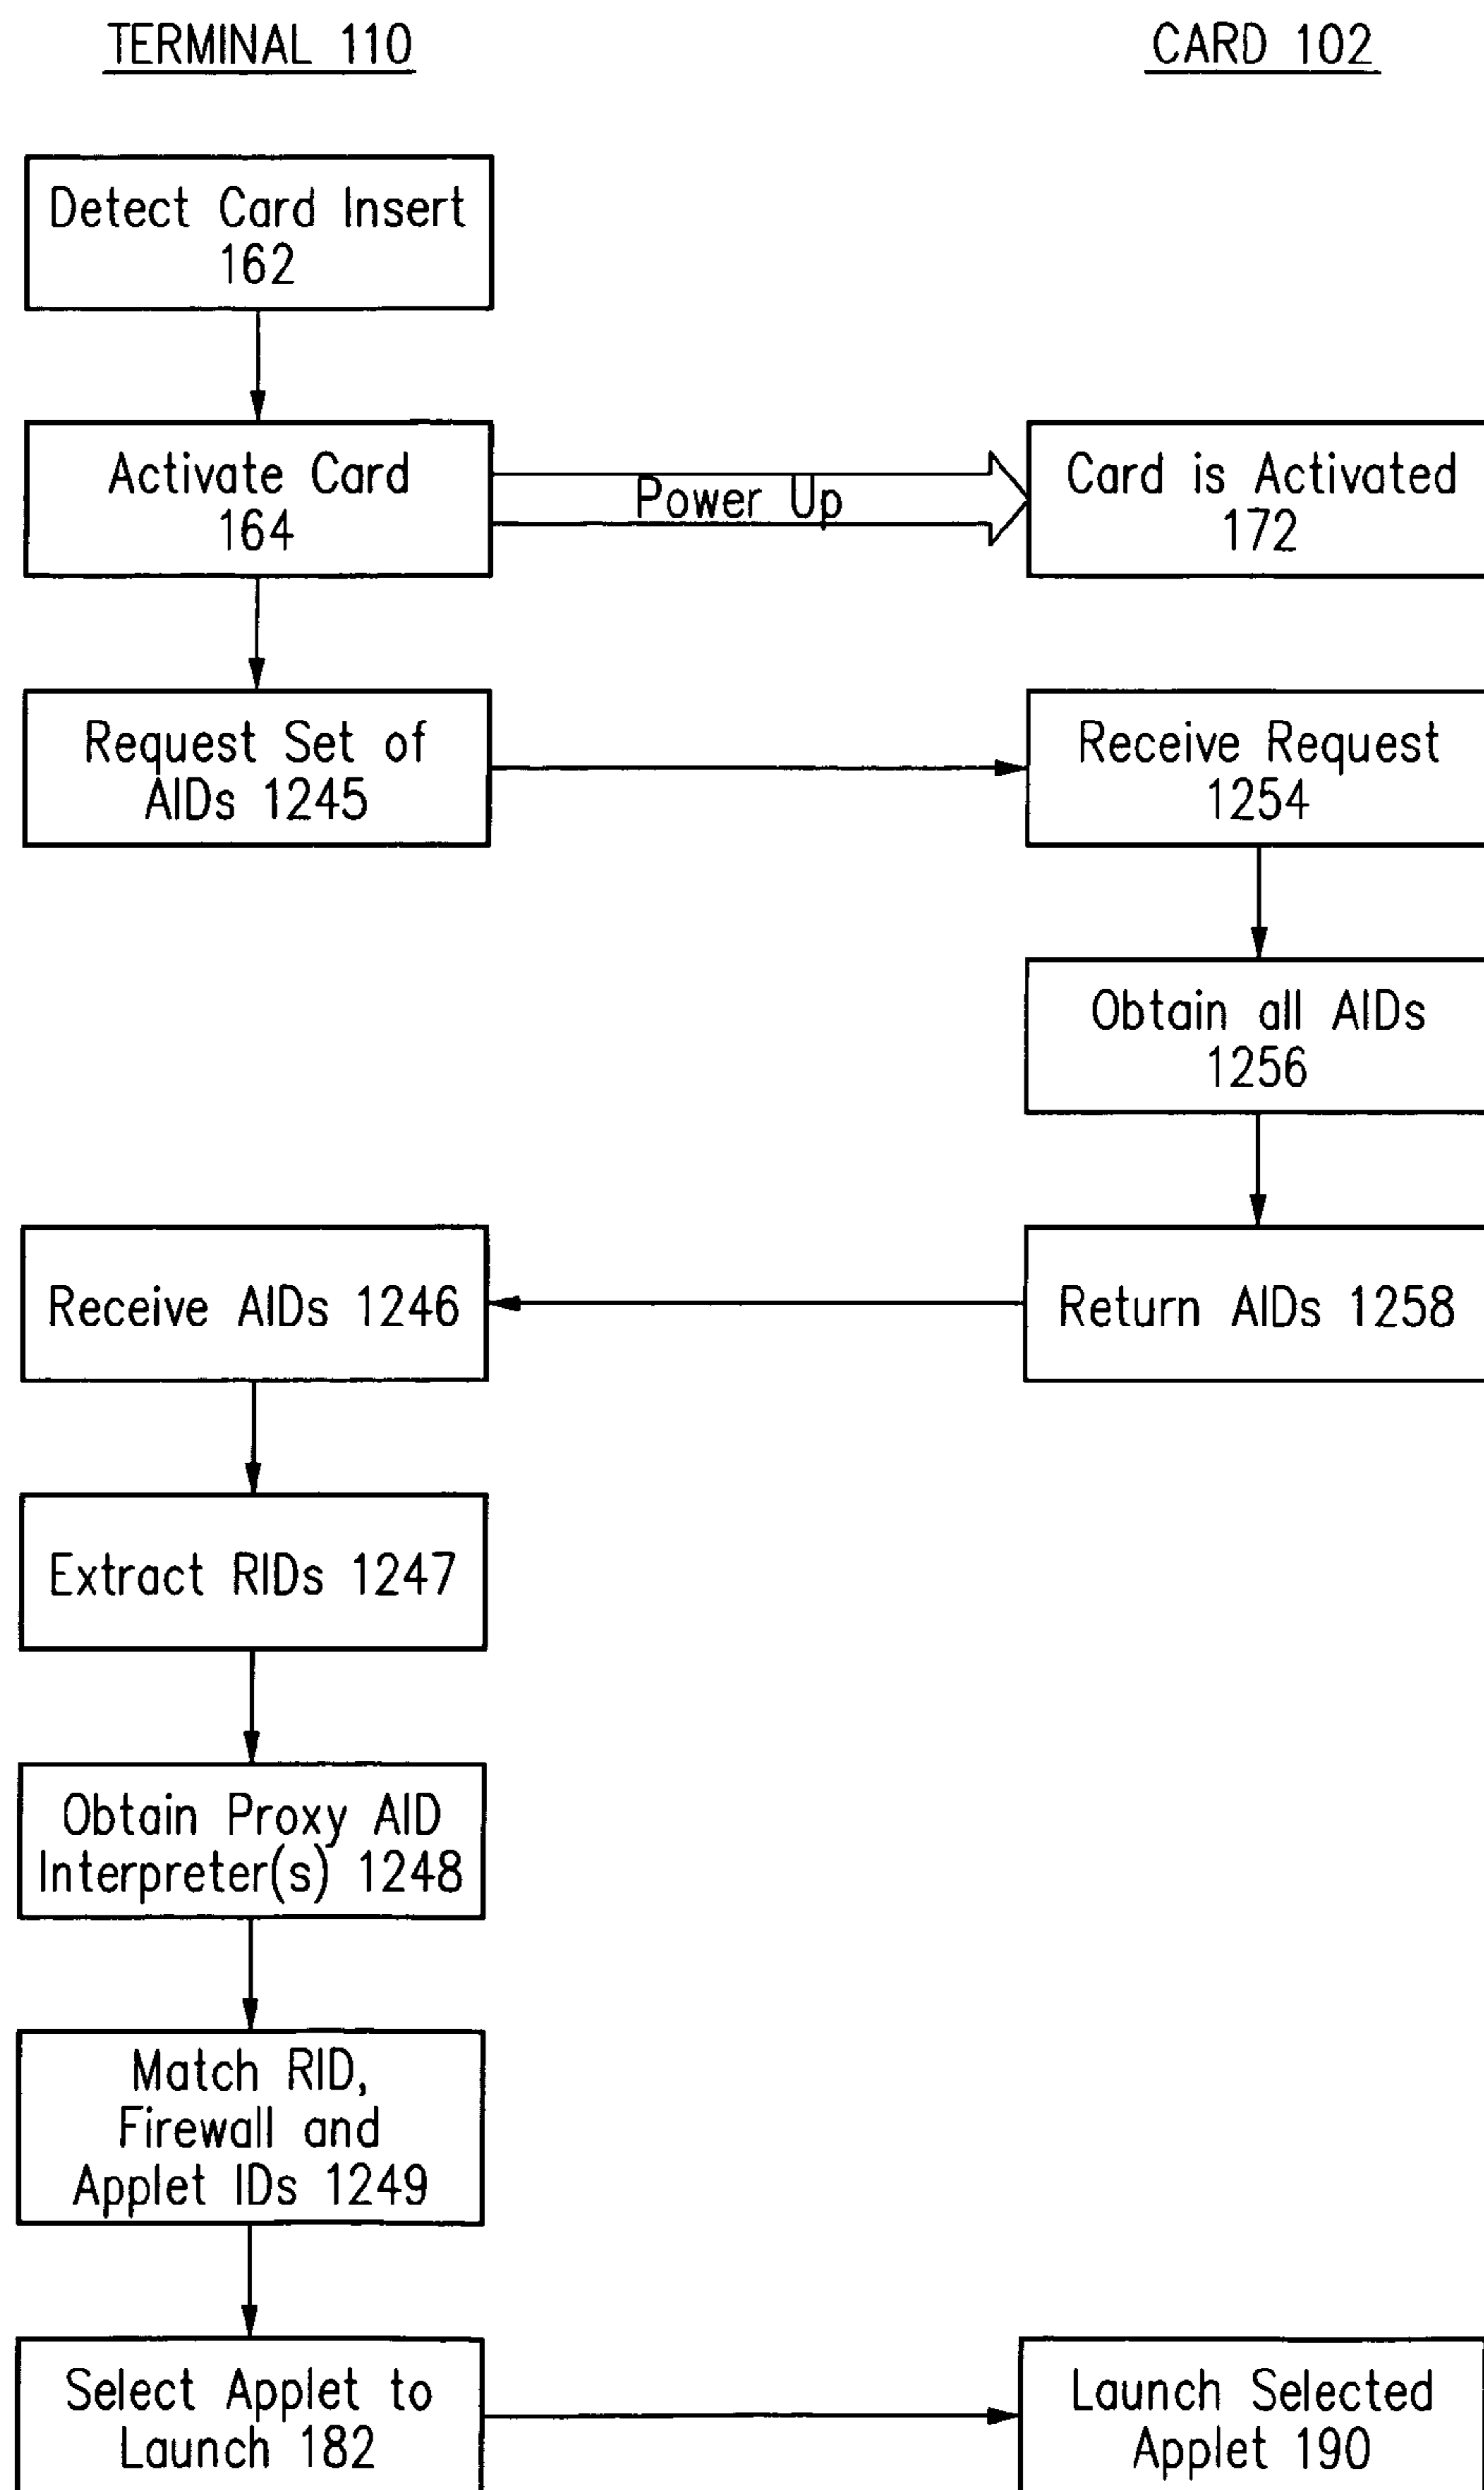 TERMINAL 110
CARD 102
Detect Card Insert
162
Activate Card
164
Power Up
Card is Activated
172
Request Set of
AIDs 1245
Receive Request
1254
Obtain all AIDs
1256
Receive AIDs 1246
Return AIDs 1258
Extract RIDs 1247
Obtain Proxy AID
Interpreter(s) 1248
Match RID,
Firewall and
Applet IDs 1249
Select Applet to
Launch 182
Launch Selected
Applet 190